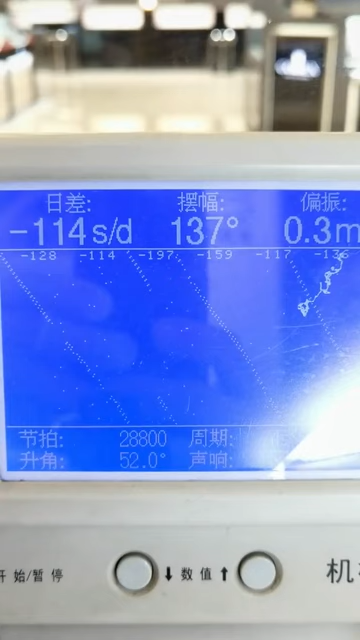 日差: 摆幅: 偏振:
-114s/d 137° 0.3m
-128 -114 -197 -159 -117 -136
节拍: 28800 周期:
升角: 52.0° 声响:
开始/暂停 ⬇数值⬆ 机